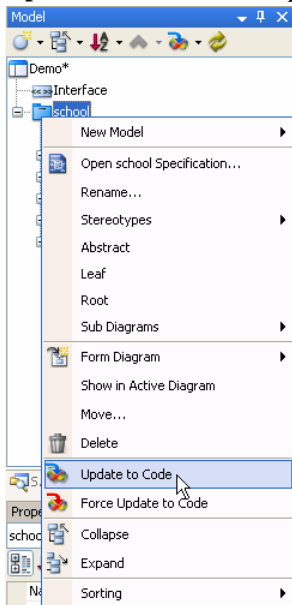 Model
Demo*
Interface
school
New Model
Open school Specification...
Rename...
Stereotypes
Abstract
Leaf
Root
Sub Diagrams
Form Diagram
Show in Active Diagram
Move...
Delete
Update to Code
Force Update to Code
Collapse
Expand
Sorting